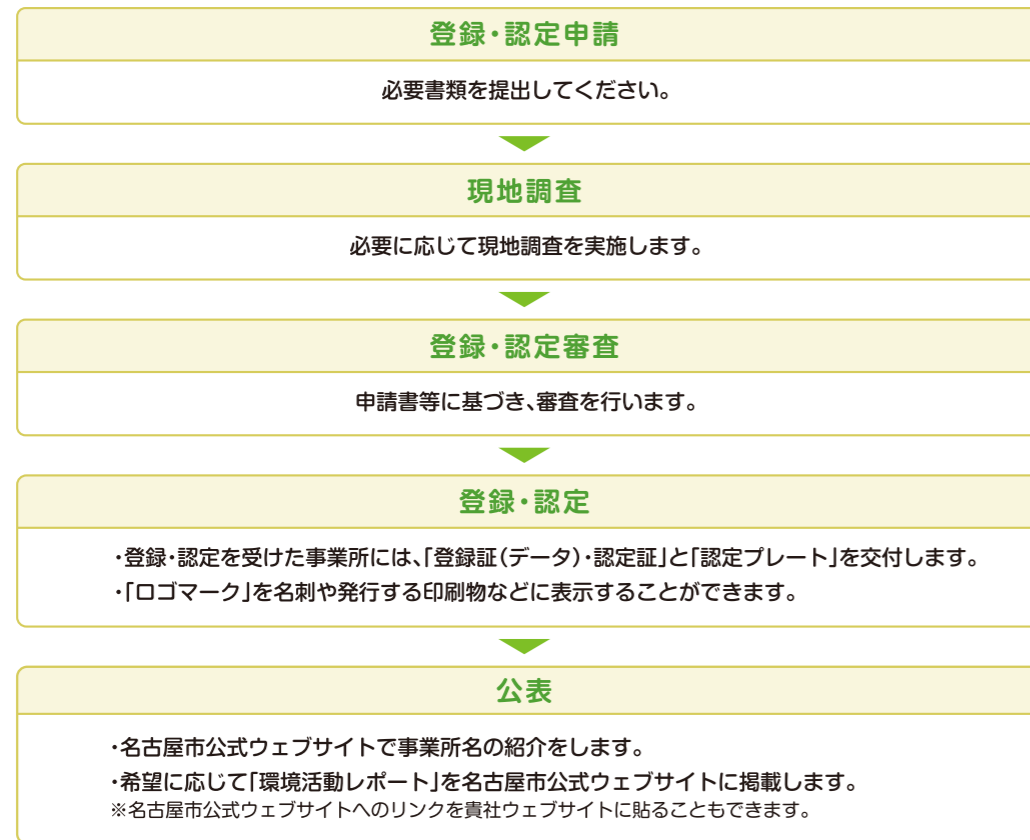 登録・認定申請
必要書類を提出してください。
現地調査
必要に応じて現地調査を実施します。
登録・認定審査
申請書等に基づき、審査を行います。
登録・認定
・登録・認定を受けた事業所には、「登録証（データ）・認定証」と「認定プレート」を交付します。
・「ロゴマーク」を名刺や発行する印刷物などに表示することができます。
公表
・名古屋市公式ウェブサイトで事業所名の紹介をします。
・希望に応じて「環境活動レポート」を名古屋市公式ウェブサイトに掲載します。
※名古屋市公式ウェブサイトへのリンクを貴社ウェブサイトに貼ることもできます。